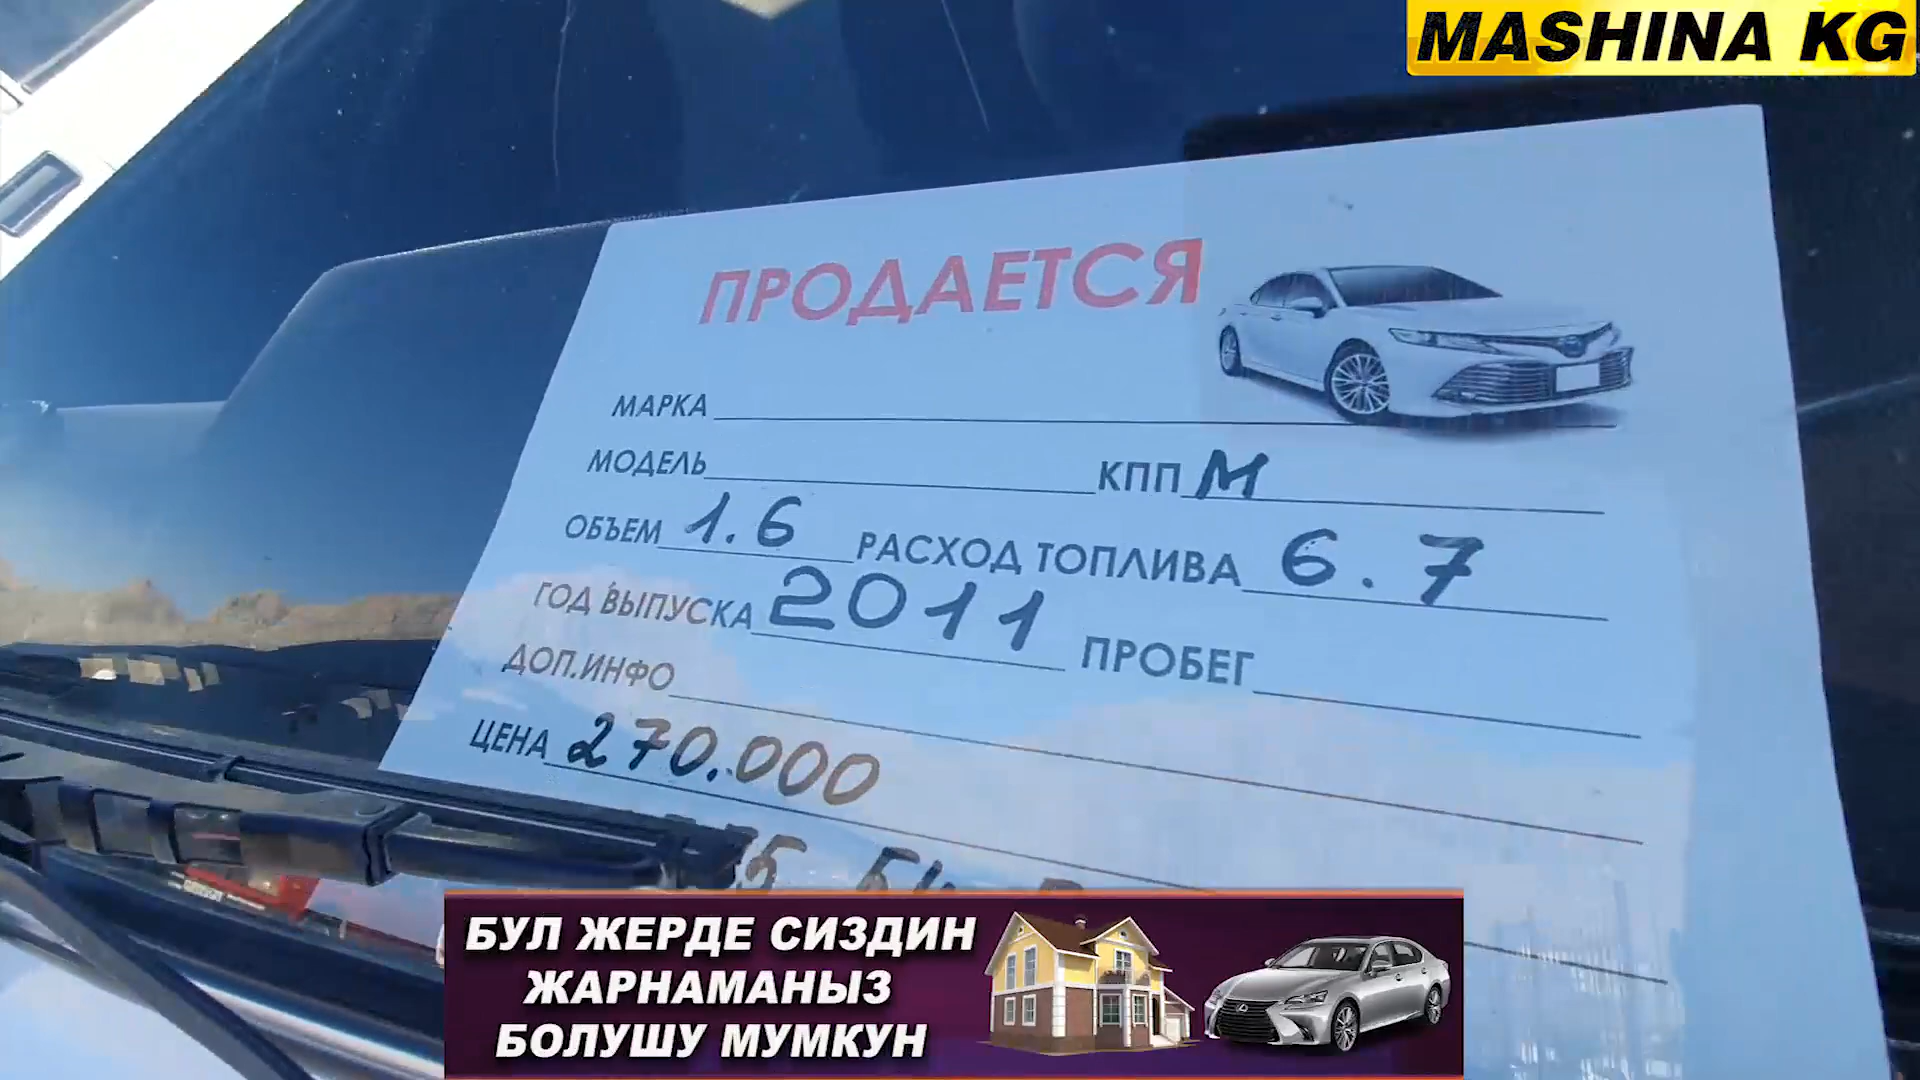 MASHINA KG
ПРОДАЕТСЯ
МАРКА
МОДЕЛЬ КПП М
ОБЪЕМ 1.6 РАСХОД ТОПЛИВА 6.7
ГОД ВЫПУСКА 2011 ПРОБЕГ
ДОП.ИНФО
ЦЕНА 270.000
БУЛ ЖЕРДЕ СИЗДИН
ЖАРНАМАНЫЗ
БОЛУШУ МУМКУН